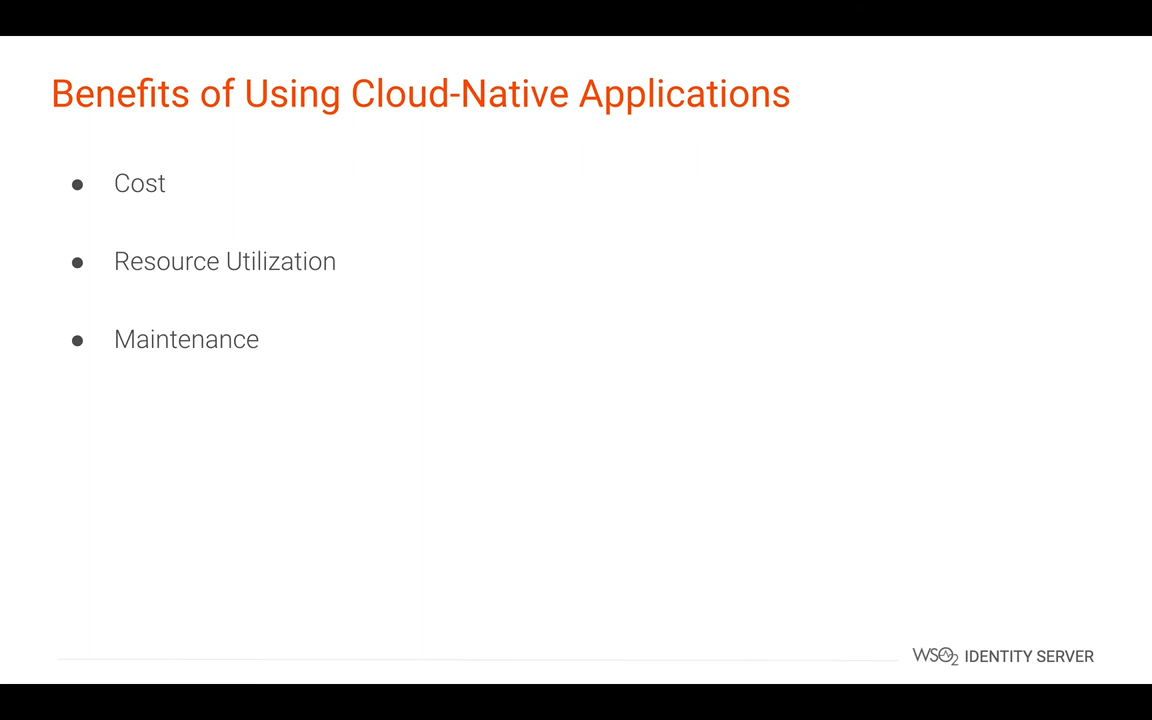 Benefits of Using Cloud-Native Applications
● Cost
● Resource Utilization
● Maintenance
WSO2 IDENTITY SERVER